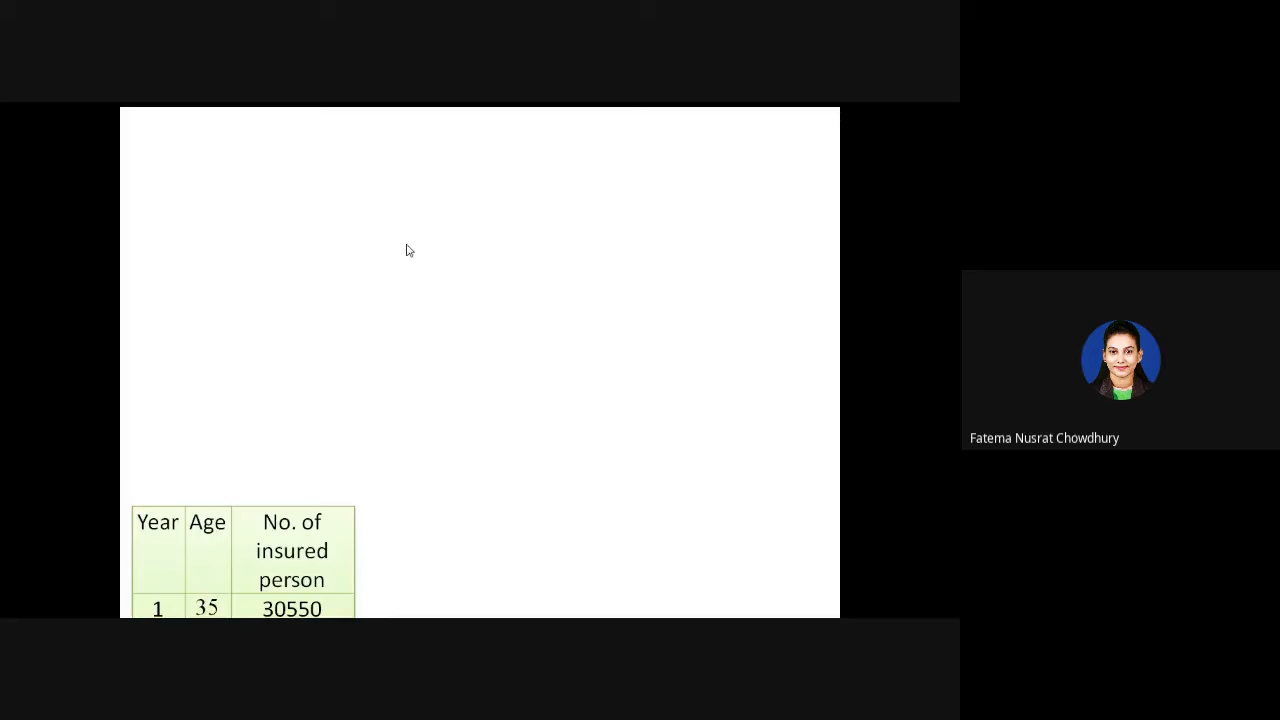 Year Age No. of
insured
person
1 35 30550
Fatema Nusrat Chowdhury